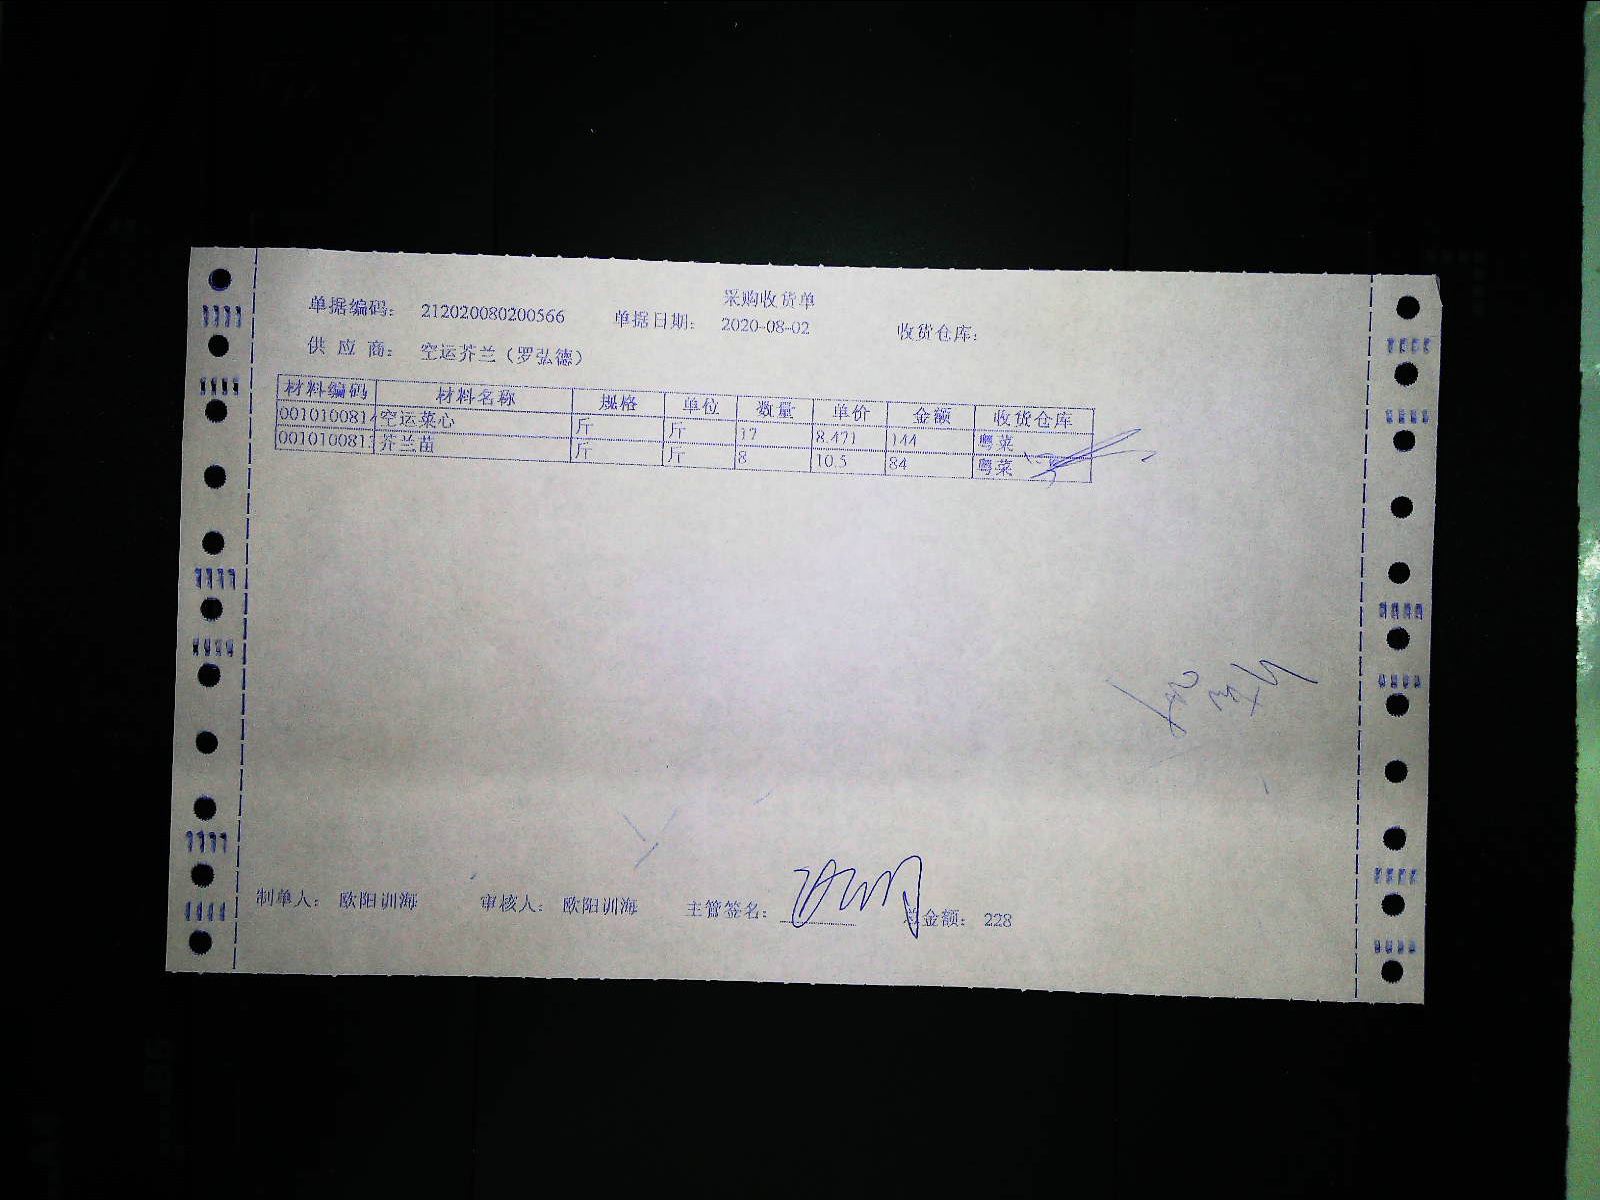 采购收货单
单据编码： 212020080200566 单据日期： 2020-08-02 收货仓库：
供 应 商： 空运芥兰（罗弘德）
材料编码 材料名称 规格 单位 数量 单价 金额 收货仓库
0010100814 空运菜心 斤 斤 17 8.471 144 粤菜
001010081 芥兰苗 斤 斤 8 10.5 84 粤菜
制单人： 欧阳训海 审核人： 欧阳训海 主管签名： 总金额： 228